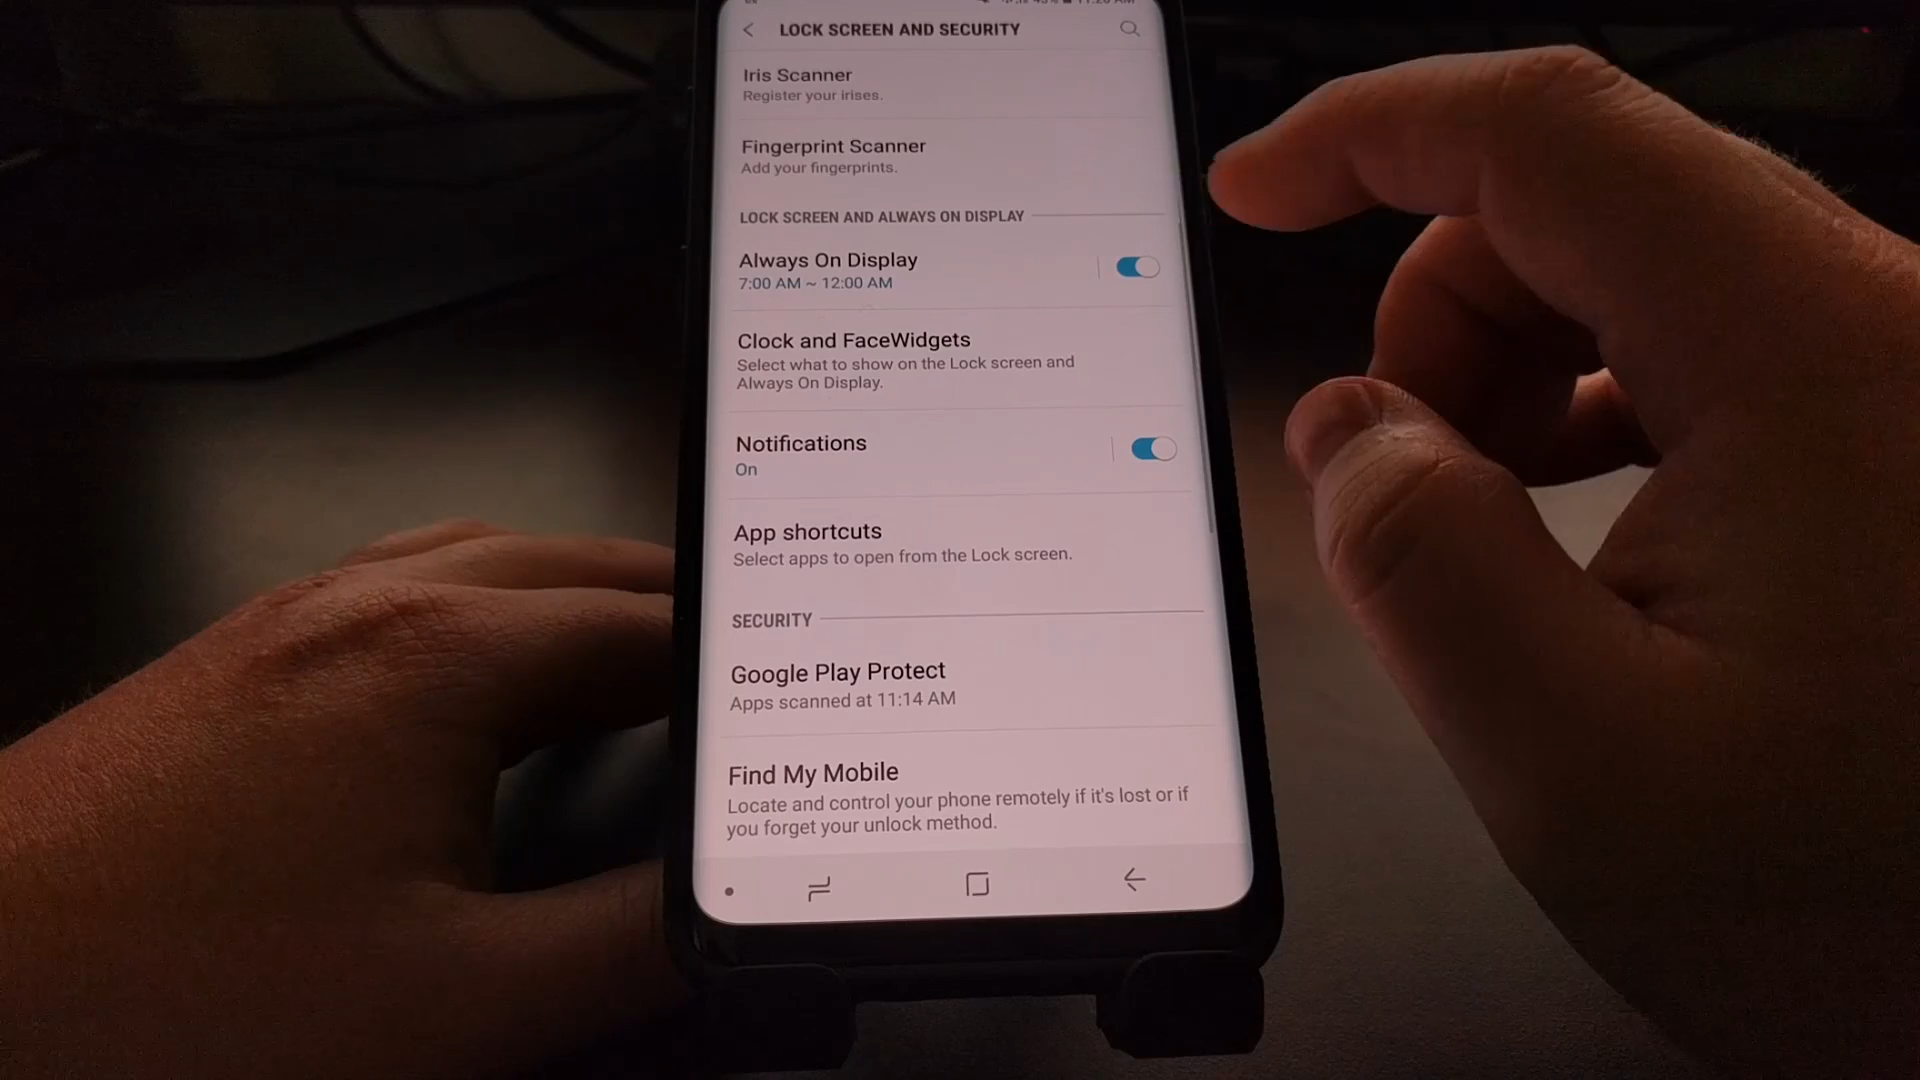 LOCK SCREEN AND SECURITY
Iris Scanner
Register your irises.
Fingerprint Scanner
Add your fingerprints.
LOCK SCREEN AND ALWAYS ON DISPLAY
Always On Display
7:00 AM ~ 12:00 AM
Clock and FaceWidgets
Select what to show on the Lock screen and
Always On Display.
Notifications
On
App shortcuts
Select apps to open from the Lock screen.
SECURITY
Google Play Protect
Apps scanned at 11:14 AM
Find My Mobile
Locate and control your phone remotely if it's lost or if
you forget your unlock method.